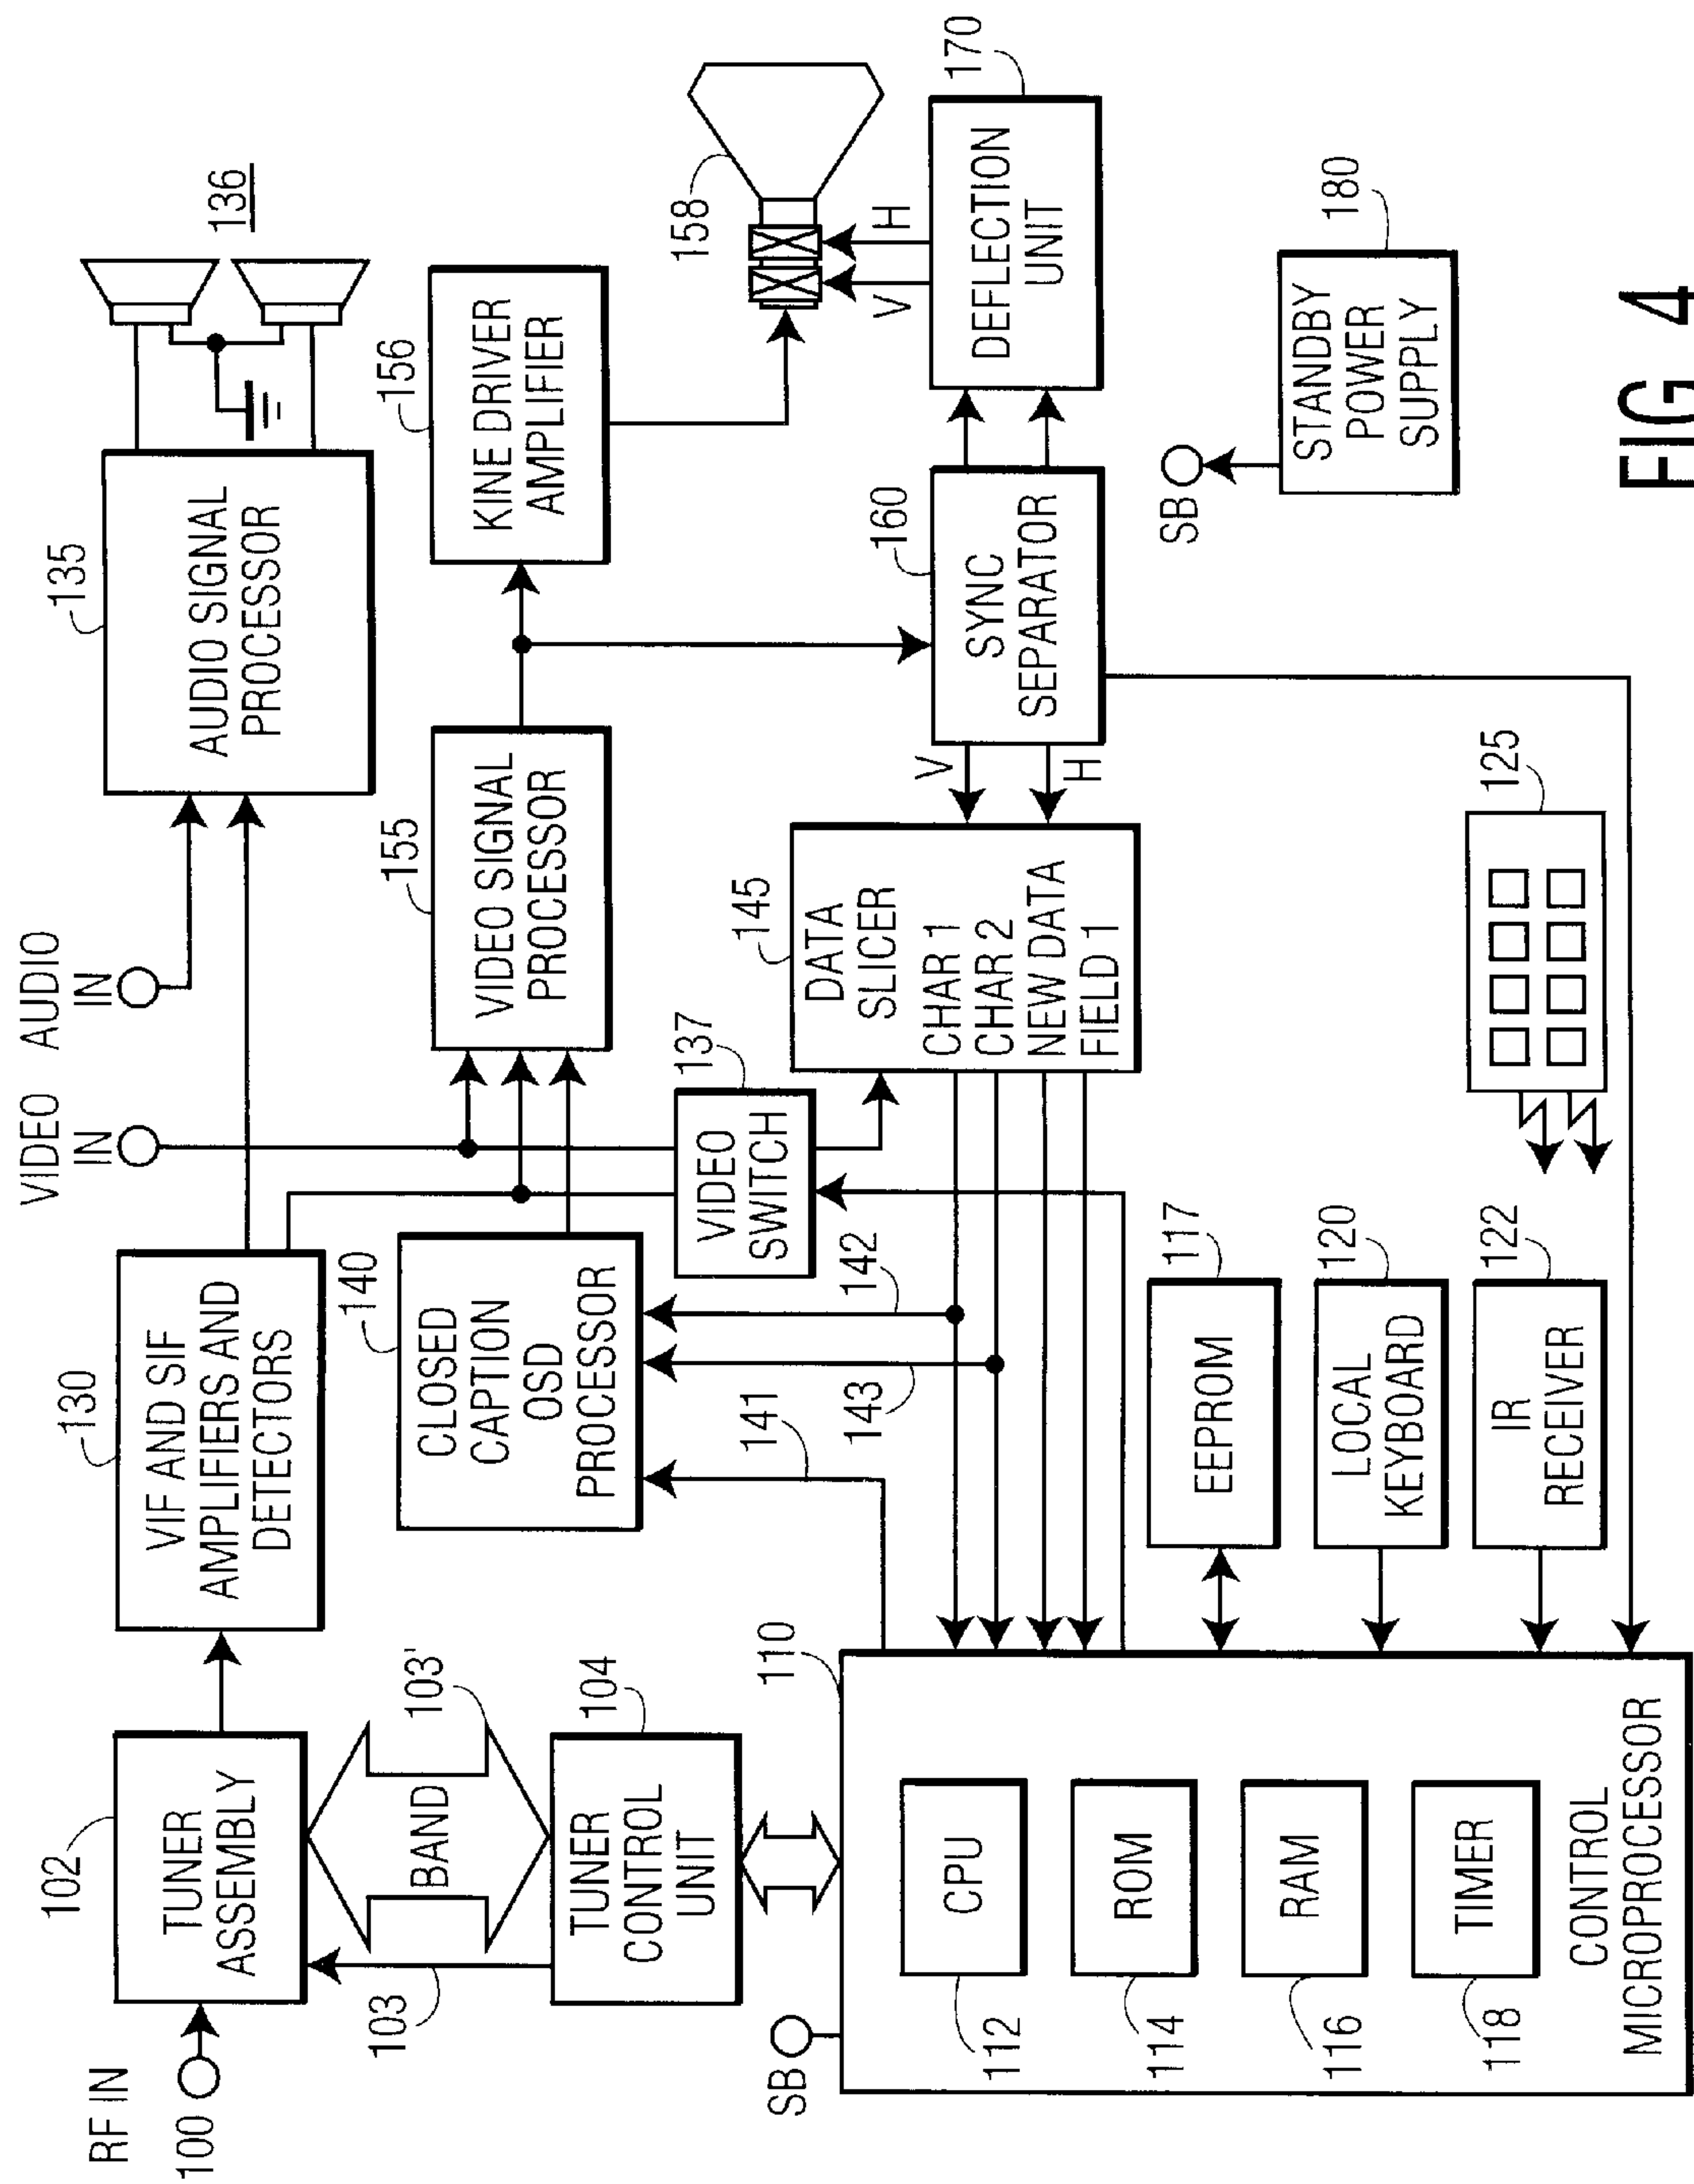 RF IN
100
102
TUNER
ASSEMBLY
103
BAND
103'
104
TUNER
CONTROL
UNIT
130
VIF AND SIF
AMPLIFIERS AND
DETECTORS
VIDEO
IN
AUDIO
IN
135
AUDIO SIGNAL
PROCESSOR
136
140
CLOSED
CAPTION
OSD
PROCESSOR
141
142
143
137
VIDEO
SWITCH
155
VIDEO SIGNAL
PROCESSOR
156
KINE DRIVER
AMPLIFIER
158
V
H
145
DATA
SLICER
CHAR 1
CHAR 2
NEW DATA
FIELD 1
V
H
160
SYNC
SEPARATOR
170
DEFLECTION
UNIT
SB
110
CPU
112
ROM
114
RAM
116
TIMER
118
CONTROL
MICROPROCESSOR
117
EEPROM
120
LOCAL
KEYBOARD
122
IR
RECEIVER
125
SB
180
STANDBY
POWER
SUPPLY
FIG 4